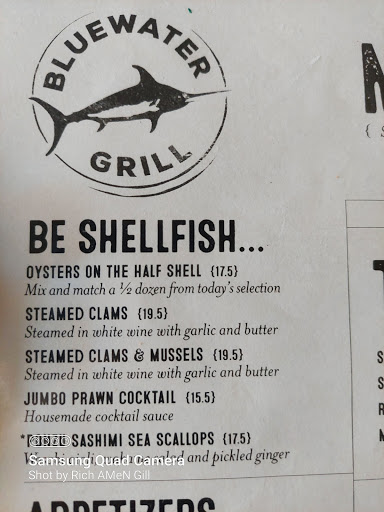 BLUEWATER
GRILL
BE SHELLFISH...
OYSTERS ON THE HALF SHELL {17.5}
Mix and match a ½ dozen from today's selection
STEAMED CLAMS {19.5}
Steamed in white wine with garlic and butter
STEAMED CLAMS & MUSSELS {19.5}
Steamed in white wine with garlic and butter
JUMBO PRAWN COCKTAIL {15.5}
Housemade cocktail sauce
SASHIMI SEA SCALLOPS {17.5}
salad and pickled ginger
Samsung Quad Camera
Shot by Rich AMeN Gill
APPETIZERS